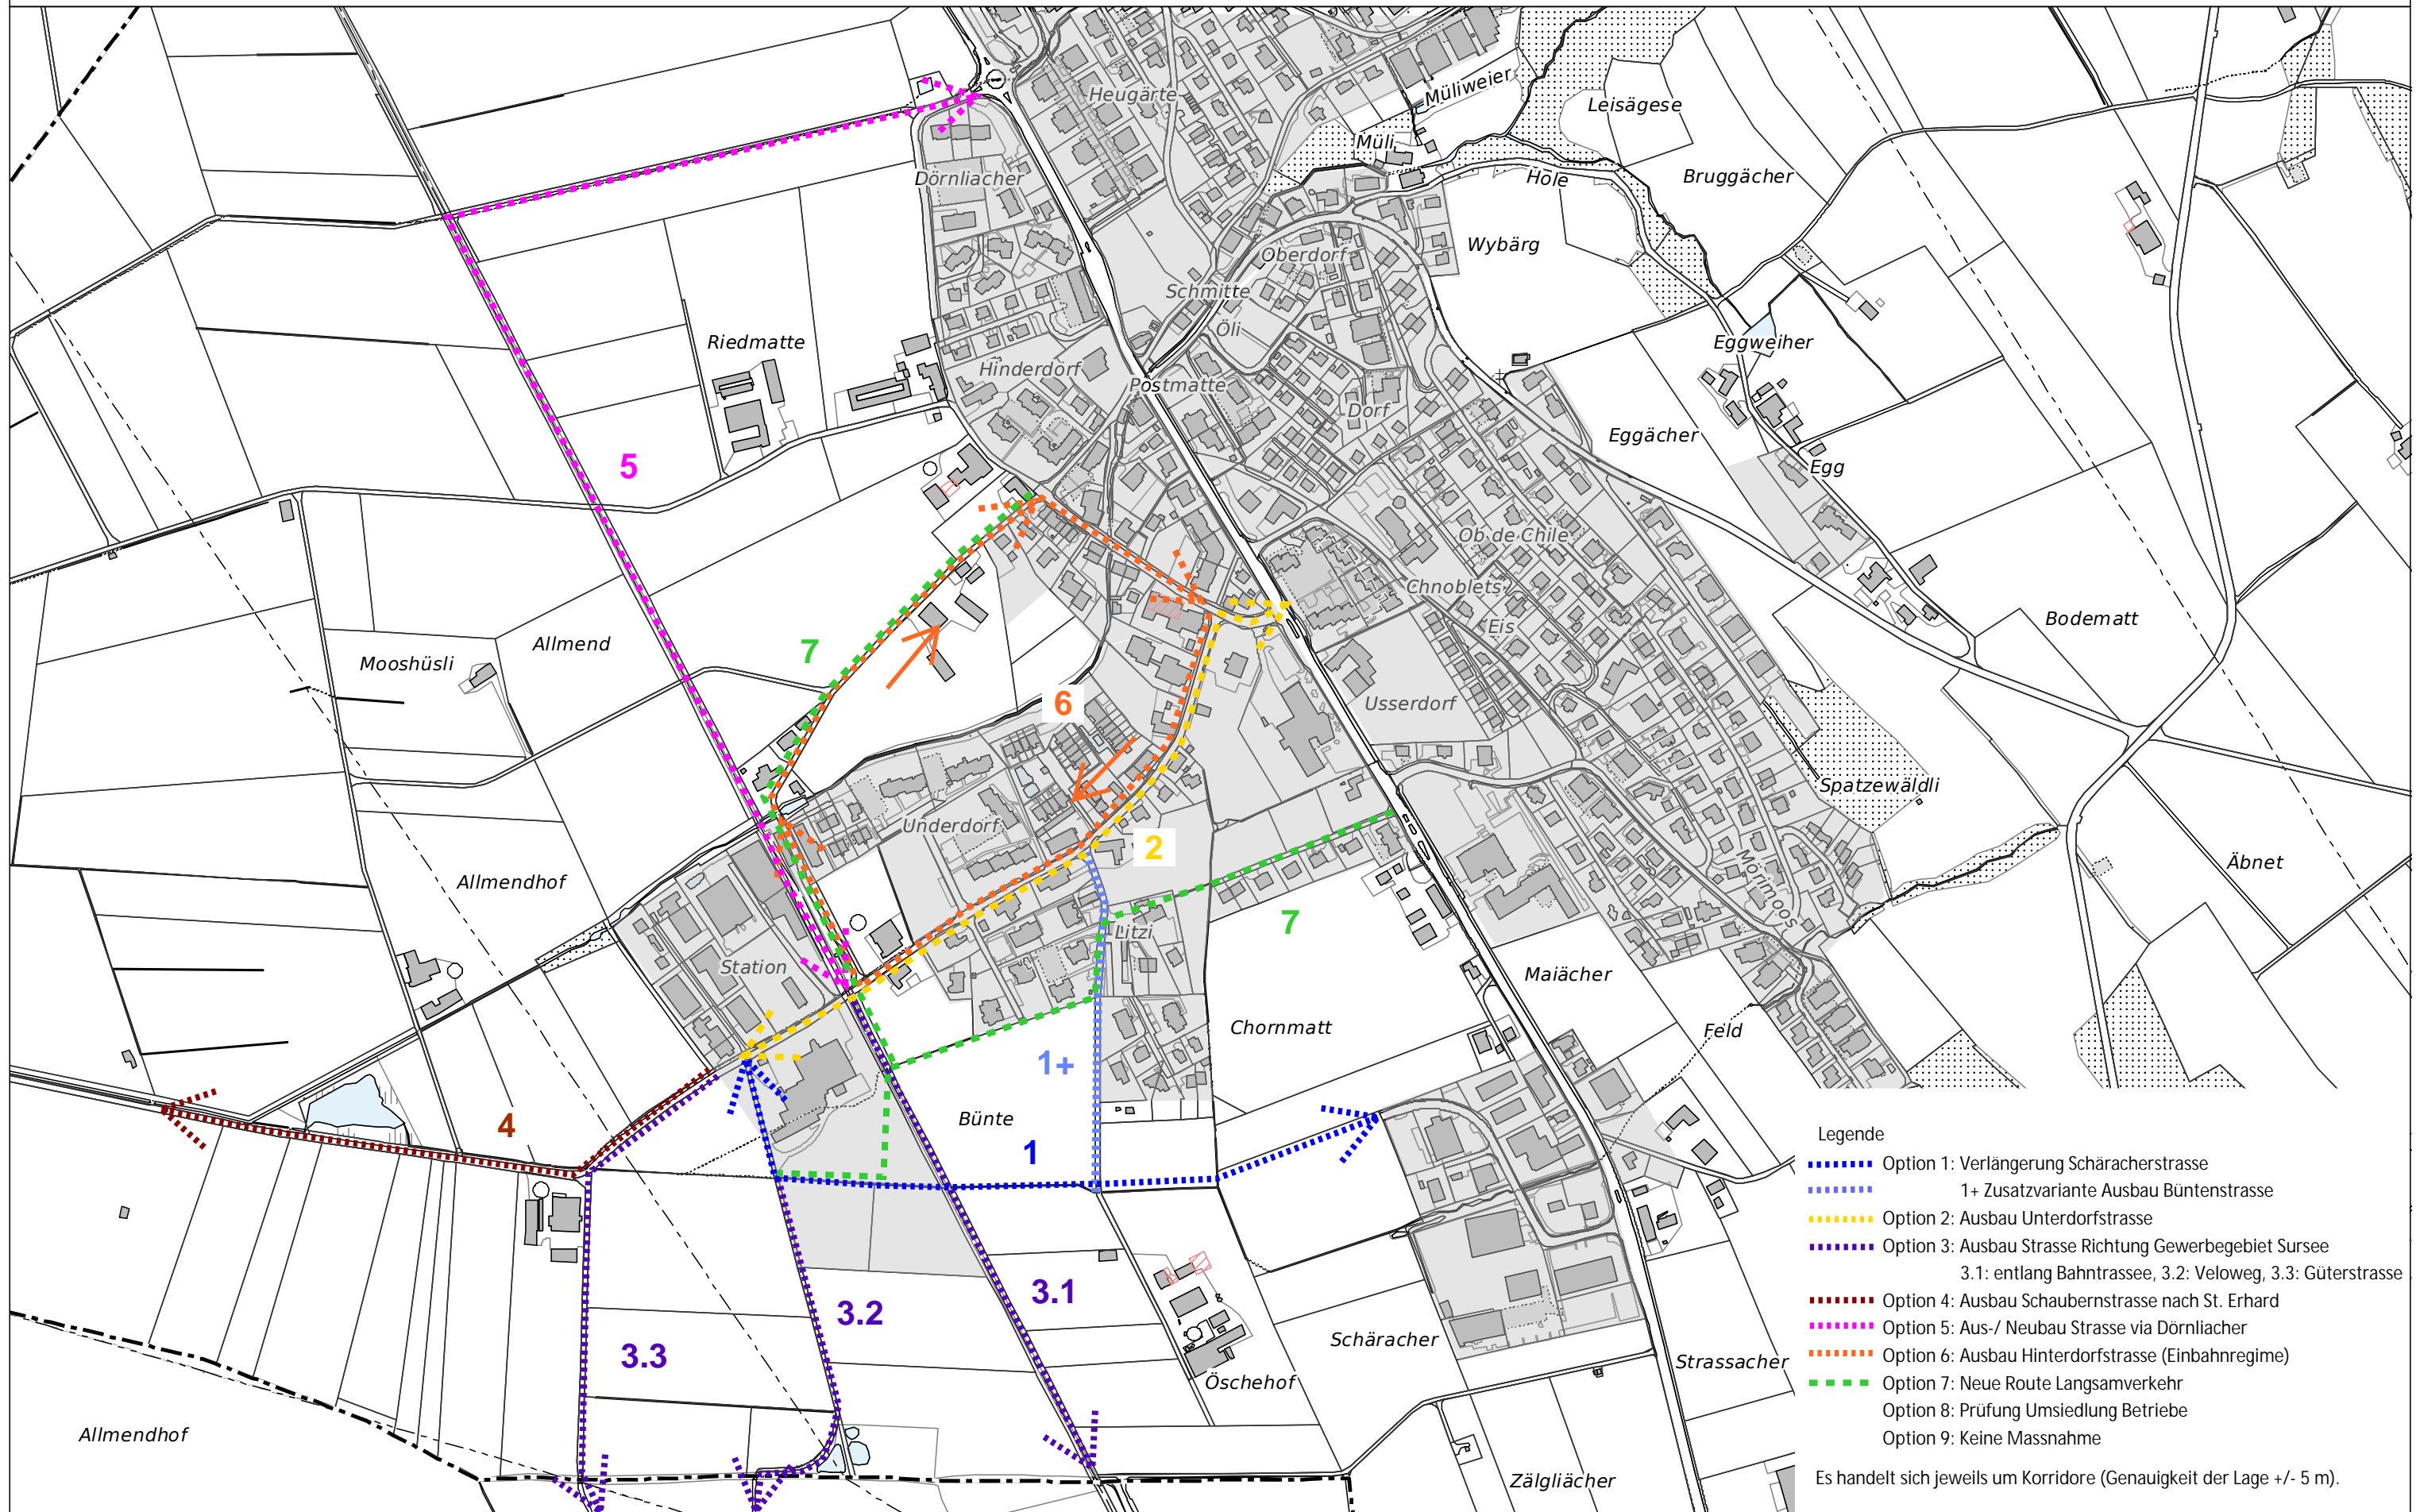 Heugärte
Müliweier
Leisägese
Müli
Dörnliacher
Höle
Bruggächer
Oberdorf
Wybärg
Schmitte
Öli
Riedmatte
Eggweiher
Hinderdorf
Postmatte
Dorf
Eggächer
5
Egg
Ob de Chile
Chnoblets
Eis
Bodematt
Allmend
Mooshüsli
7
6
Usserdorf
Spatzewäldli
Underdorf
2
Äbnet
Allmendhof
Mörimoos
7
Litzi
Station
Maiächer
Chornmatt
Feld
1+
4
Bünte
1
3.1
3.2
3.3
Schäracher
Strassacher
Öschehof
Allmendhof
Zälgliächer
Legende
Option 1: Verlängerung Schäracherstrasse
1+ Zusatzvariante Ausbau Büntenstrasse
Option 2: Ausbau Unterdorfstrasse
Option 3: Ausbau Strasse Richtung Gewerbegebiet Sursee
3.1: entlang Bahntrassee, 3.2: Veloweg, 3.3: Güterstrasse
Option 4: Ausbau Schaubernstrasse nach St. Erhard
Option 5: Aus-/ Neubau Strasse via Dörnliacher
Option 6: Ausbau Hinterdorfstrasse (Einbahnregime)
Option 7: Neue Route Langsamverkehr
Option 8: Prüfung Umsiedlung Betriebe
Option 9: Keine Massnahme
Es handelt sich jeweils um Korridore (Genauigkeit der Lage +/- 5 m).